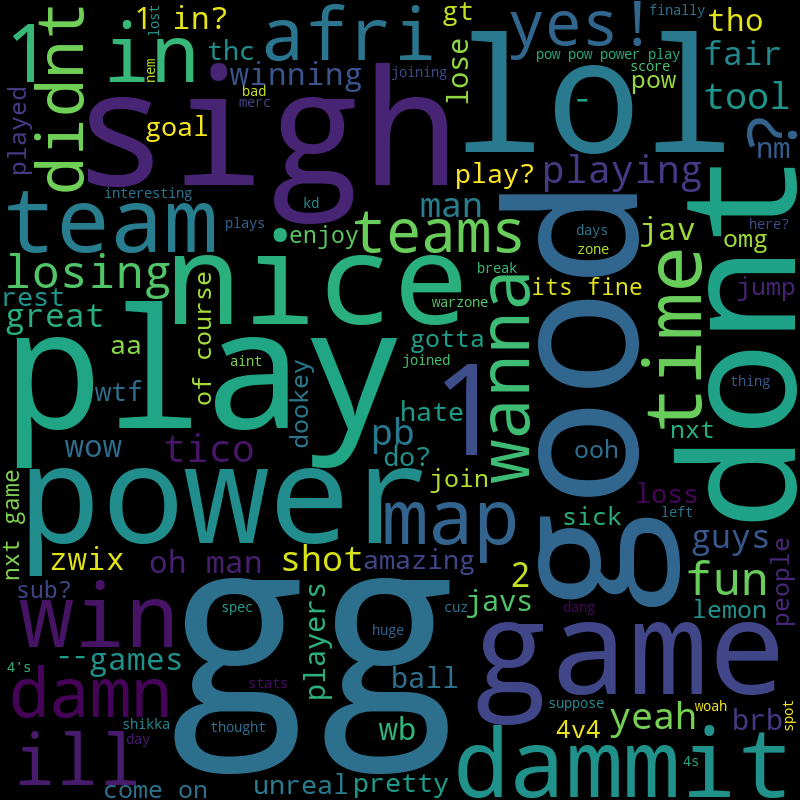 1
in
1
in?
lost
afri
gt
yes!
finally
tho
didnt
thc
nem
winning
bad
merc
joining
lose
lol
-
pow pow power play
score
pow
fair
tool
played
goal
sigh
kd
play?
playing
?
nm
interesting
team
plays
man
enjoy
teams
good
days
zone
jav
omg
here?
dont
losing
rest
great
nice
break
warzone
wanna
its fine
time
jump
aa
of course
play
aint
gotta
joined
1
thing
wtf
dookey
hate
wow
tico
pb
do?
ooh
nxt
nxt game
power
join
map
sick
loss
left
guys
zwix
oh man
shot
amazing
2
fun
people
sub?
win
gg
spec
huge
cuz
players
javs
dang
lemon
--games
game
4's
damn
stats
ball
suppose
woah
spot
shikka
thought
wb
4v4
yeah
brb
day
ill
come on
unreal
pretty
dammit
4s